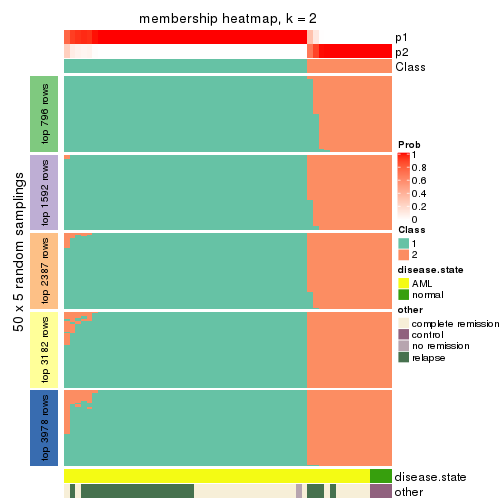 membership heatmap, k = 2
p1
p2
Class
50 x 5 random samplings
top 796 rows
top 1592 rows
top 2387 rows
top 3182 rows
top 3978 rows
Prob
1
0.8
0.6
0.4
0.2
0
Class
1
2
disease.state
AML
normal
other
complete remission
control
no remission
relapse
disease.state
other